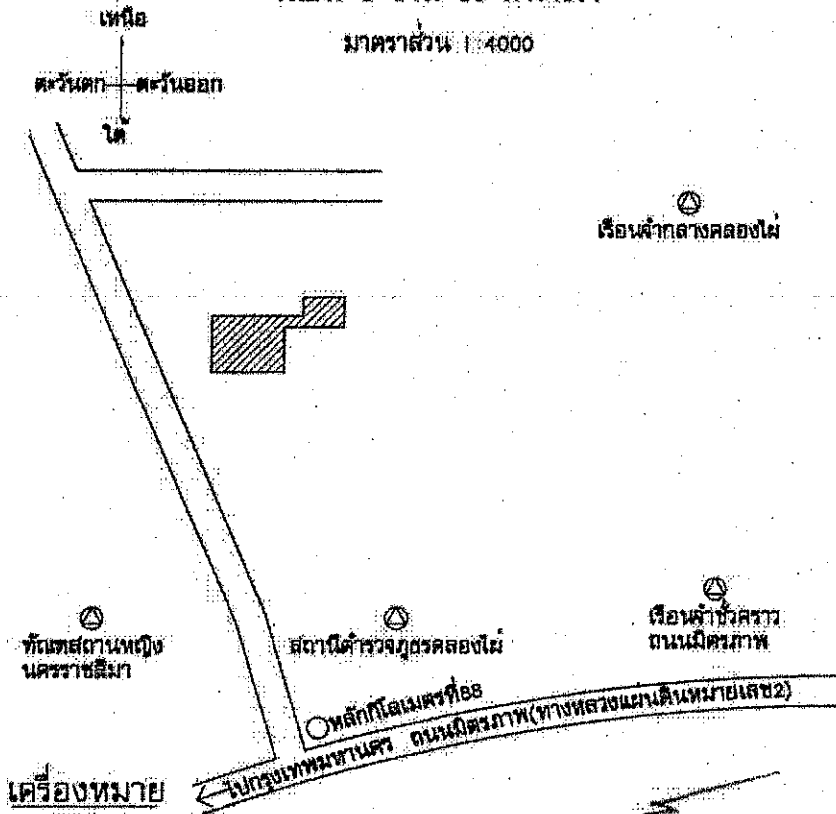 เหนือ
มาตราส่วน 1:4000
ตะวันตก ตะวันออก
ใต้
เรือนจำกลางคลองไผ่
ทัณฑสถานหญิง
นครราชสีมา
สถานีตำรวจภูธรคลองไผ่
เรือนจำชั่วคราว
ถนนมิตรภาพ
หลักกิโลเมตรที่88
ไปกรุงเทพมหานคร ถนนมิตรภาพ(ทางหลวงแผ่นดินหมายเลข2)
เครื่องหมาย